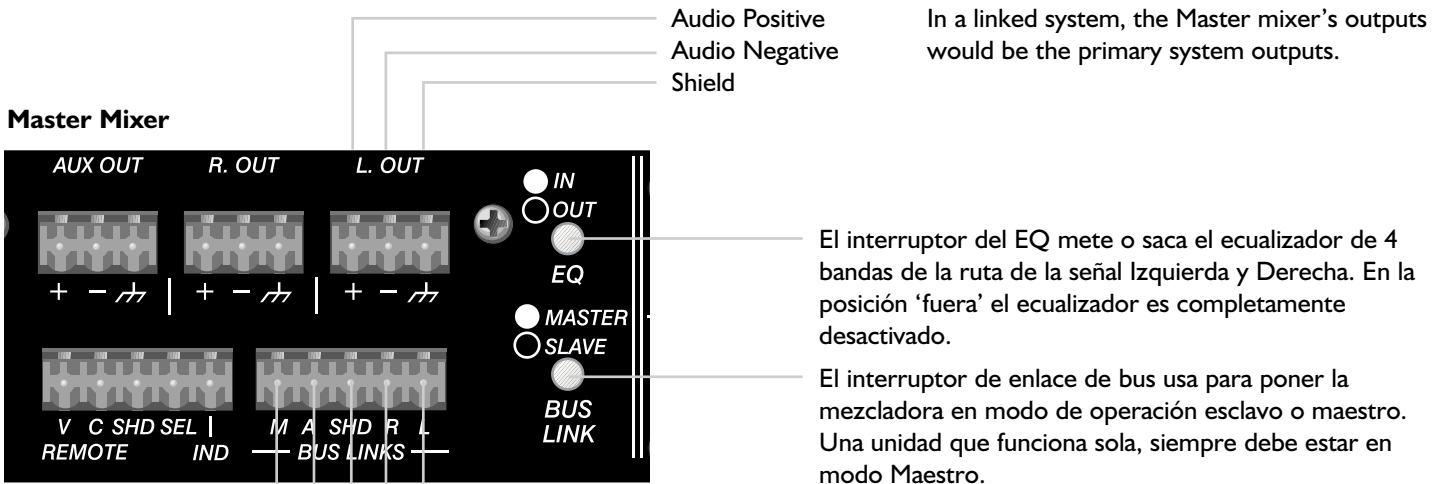 Audio Positive
Audio Negative
Shield
In a linked system, the Master mixer's outputs
would be the primary system outputs.
Master Mixer
AUX OUT R. OUT L. OUT
IN
OUT
EQ
+ − + − + −
MASTER
SLAVE
BUS
LINK
V C SHD SEL | M A SHD R L
REMOTE IND BUS LINKS
El interruptor del EQ mete o saca el ecualizador de 4
bandas de la ruta de la señal Izquierda y Derecha. En la
posición 'fuera' el ecualizador es completamente
desactivado.
El interruptor de enlace de bus usa para poner la
mezcladora en modo de operación esclavo o maestro.
Una unidad que funciona sola, siempre debe estar en
modo Maestro.